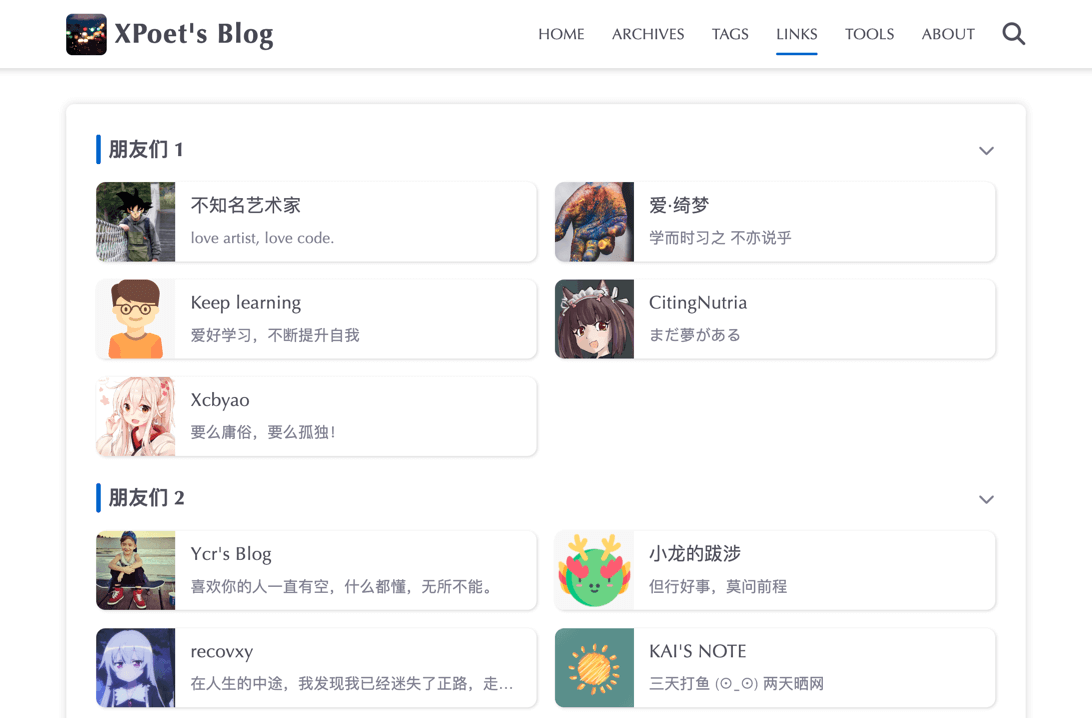 XPoet's Blog
HOME ARCHIVES TAGS LINKS TOOLS ABOUT
朋友们 1
不知名艺术家
love artist, love code.
爱·绮梦
学而时习之 不亦说乎
Keep learning
爱好学习，不断提升自我
CitingNutria
まだ夢がある
Xcbyao
要么庸俗，要么孤独！
朋友们 2
Ycr's Blog
喜欢你的人一直有空，什么都懂，无所不能。
小龙的跋涉
但行好事，莫问前程
recovxy
在人生的中途，我发现我已经迷失了正路，走…
KAI'S NOTE
三天打鱼 (⊙_⊙) 两天晒网